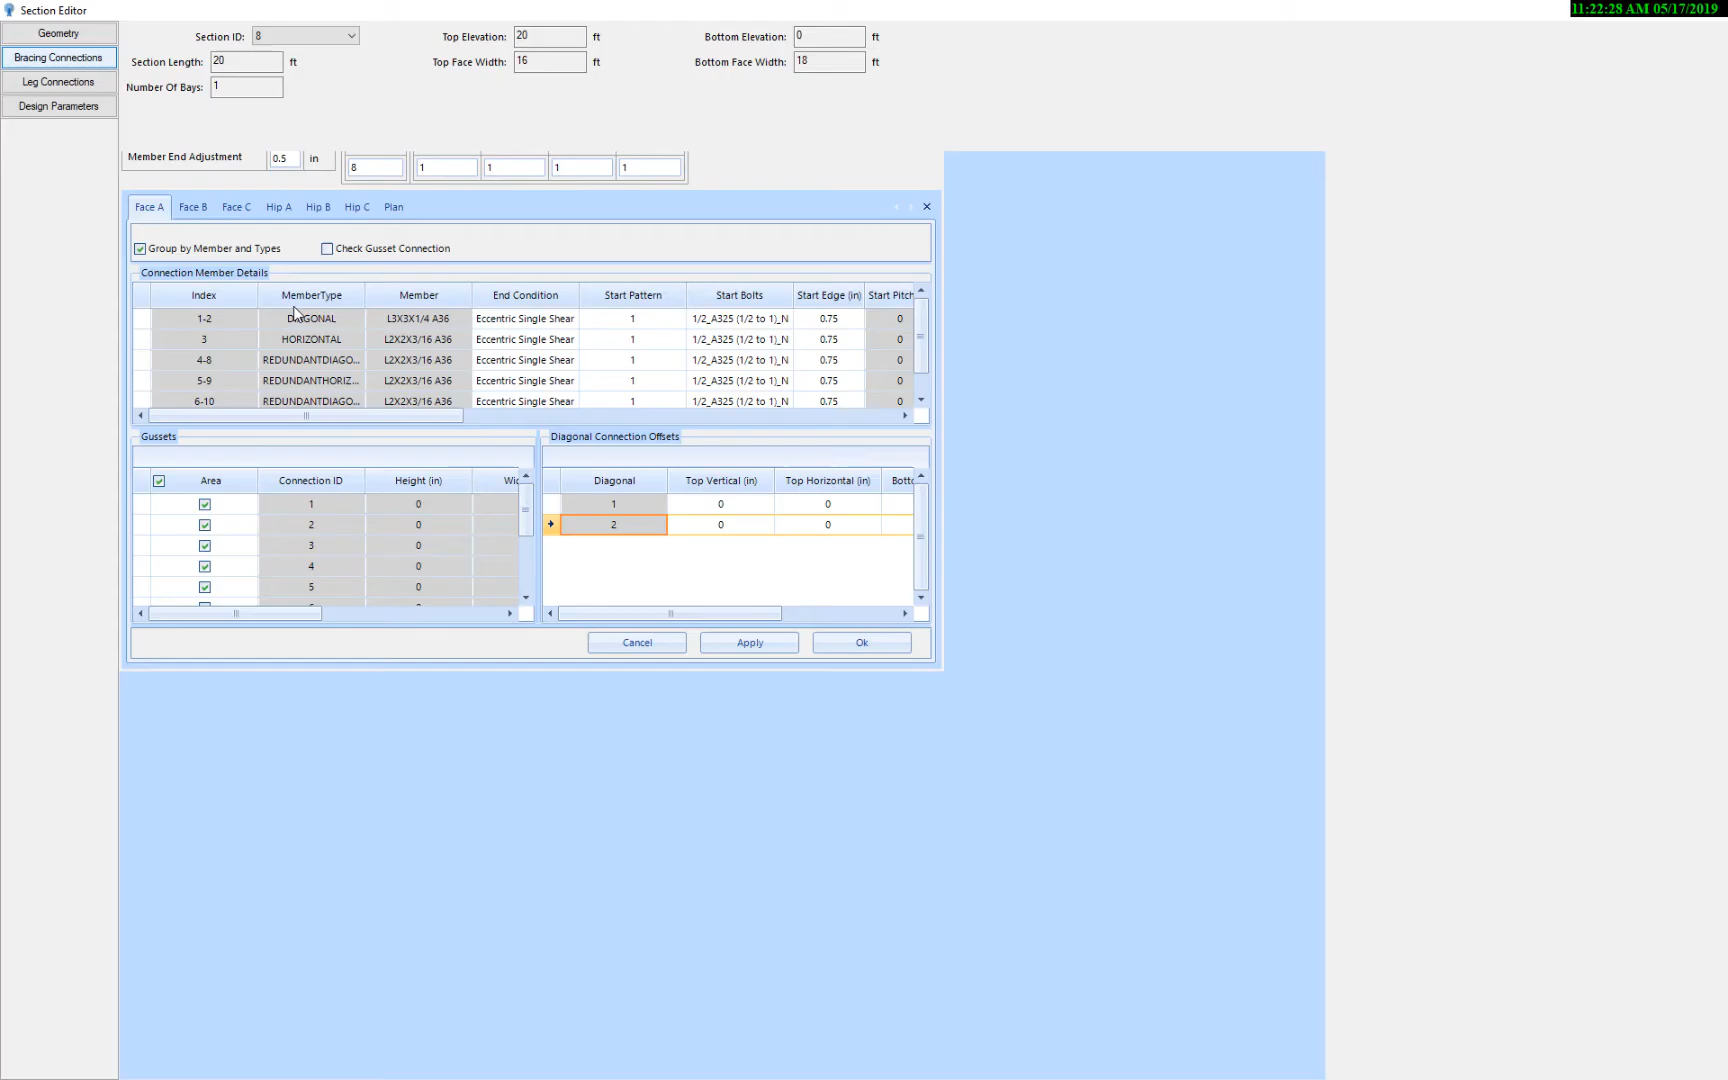 Section Editor
11:22:28 AM 05/17/2019
Geometry
Bracing Connections
Leg Connections
Design Parameters
Section ID: 8 Top Elevation: 20 ft Bottom Elevation: 0 ft
Section Length: 20 ft Top Face Width: 16 ft Bottom Face Width: 18 ft
Number Of Bays: 1
Member End Adjustment 0.5 in 8 1 1 1 1
Face A Face B Face C Hip A Hip B Hip C Plan
Group by Member and Types Check Gusset Connection
Connection Member Details
Index MemberType Member End Condition Start Pattern Start Bolts Start Edge (in) Start Pitch
1-2 DIAGONAL L3X3X1/4 A36 Eccentric Single Shear 1 1/2_A325 (1/2 to 1)_N 0.75 0
3 HORIZONTAL L2X2X3/16 A36 Eccentric Single Shear 1 1/2_A325 (1/2 to 1)_N 0.75 0
4-8 REDUNDANTDIAGO... L2X2X3/16 A36 Eccentric Single Shear 1 1/2_A325 (1/2 to 1)_N 0.75 0
5-9 REDUNDANTHORIZ... L2X2X3/16 A36 Eccentric Single Shear 1 1/2_A325 (1/2 to 1)_N 0.75 0
6-10 REDUNDANTDIAGO... L2X2X3/16 A36 Eccentric Single Shear 1 1/2_A325 (1/2 to 1)_N 0.75 0
Gussets
Area Connection ID Height (in)
1 0
2 0
3 0
4 0
5 0
Diagonal Connection Offsets
Diagonal Top Vertical (in) Top Horizontal (in)
1 0 0
2 0 0
Cancel Apply Ok